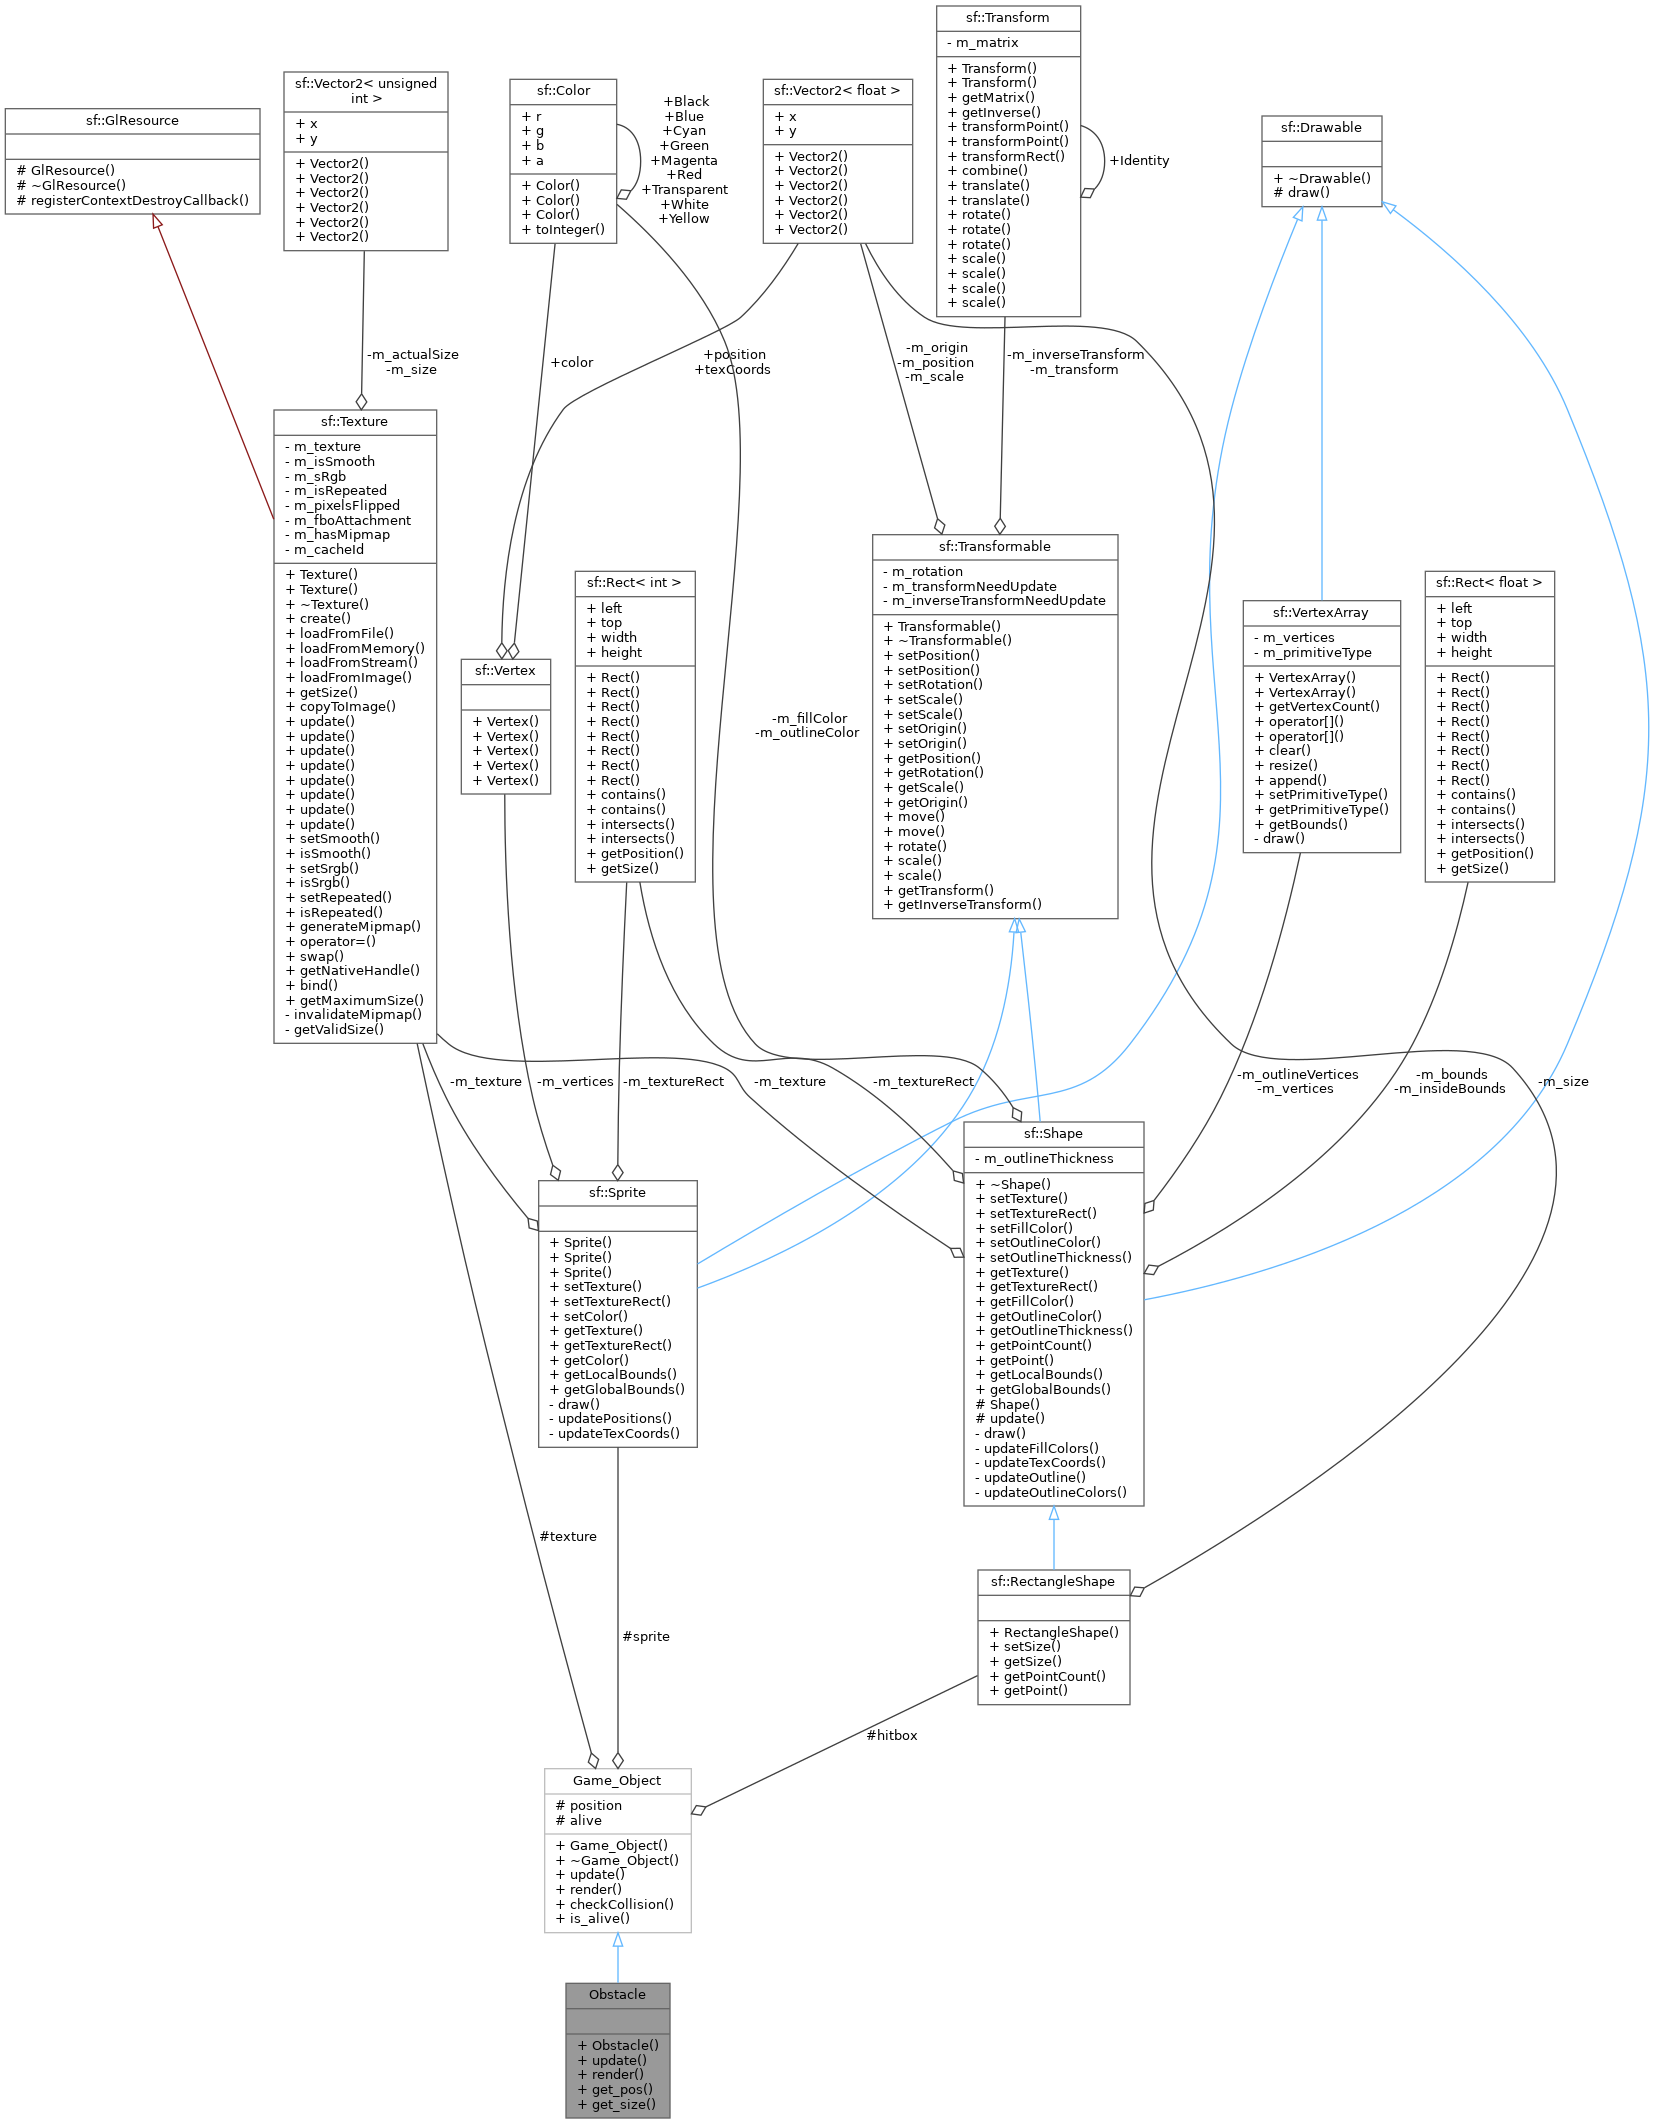 sf::Transform
- m_matrix
+ Transform()
+ Transform()
+ getMatrix()
+ getInverse()
+ transformPoint()
+ transformPoint()
+ transformRect()
+ combine()
+ translate()
+ translate()
+ rotate()
+ rotate()
+ rotate()
+ scale()
+ scale()
+ scale()
+ scale()
+Identity
sf::Vector2< unsigned
int >
+ x
+ y
+ Vector2()
+ Vector2()
+ Vector2()
+ Vector2()
+ Vector2()
+ Vector2()
sf::Color
+ r
+ g
+ b
+ a
+ Color()
+ Color()
+ Color()
+ toInteger()
+Black
+Blue
+Cyan
+Green
+Magenta
+Red
+Transparent
+White
+Yellow
sf::Vector2< float >
+ x
+ y
+ Vector2()
+ Vector2()
+ Vector2()
+ Vector2()
+ Vector2()
+ Vector2()
sf::GlResource
# GlResource()
# ~GlResource()
# registerContextDestroyCallback()
sf::Drawable
+ ~Drawable()
# draw()
-m_actualSize
-m_size
+color
+position
+texCoords
-m_origin
-m_position
-m_scale
-m_inverseTransform
-m_transform
sf::Texture
- m_texture
- m_isSmooth
- m_sRgb
- m_isRepeated
- m_pixelsFlipped
- m_fboAttachment
- m_hasMipmap
- m_cacheId
+ Texture()
+ Texture()
+ ~Texture()
+ create()
+ loadFromFile()
+ loadFromMemory()
+ loadFromStream()
+ loadFromImage()
+ getSize()
+ copyToImage()
+ update()
+ update()
+ update()
+ update()
+ update()
+ update()
+ update()
+ update()
+ setSmooth()
+ isSmooth()
+ setSrgb()
+ isSrgb()
+ setRepeated()
+ isRepeated()
+ generateMipmap()
+ operator=()
+ swap()
+ getNativeHandle()
+ bind()
+ getMaximumSize()
- invalidateMipmap()
- getValidSize()
sf::Vertex
+ Vertex()
+ Vertex()
+ Vertex()
+ Vertex()
+ Vertex()
sf::Rect< int >
+ left
+ top
+ width
+ height
+ Rect()
+ Rect()
+ Rect()
+ Rect()
+ Rect()
+ Rect()
+ Rect()
+ Rect()
+ contains()
+ contains()
+ intersects()
+ intersects()
+ getPosition()
+ getSize()
-m_fillColor
-m_outlineColor
sf::Transformable
- m_rotation
- m_transformNeedUpdate
- m_inverseTransformNeedUpdate
+ Transformable()
+ ~Transformable()
+ setPosition()
+ setPosition()
+ setRotation()
+ setScale()
+ setScale()
+ setOrigin()
+ setOrigin()
+ getPosition()
+ getRotation()
+ getScale()
+ getOrigin()
+ move()
+ move()
+ rotate()
+ scale()
+ scale()
+ getTransform()
+ getInverseTransform()
sf::VertexArray
- m_vertices
- m_primitiveType
+ VertexArray()
+ VertexArray()
+ getVertexCount()
+ operator[]()
+ operator[]()
+ clear()
+ resize()
+ append()
+ setPrimitiveType()
+ getPrimitiveType()
+ getBounds()
- draw()
sf::Rect< float >
+ left
+ top
+ width
+ height
+ Rect()
+ Rect()
+ Rect()
+ Rect()
+ Rect()
+ Rect()
+ Rect()
+ Rect()
+ contains()
+ contains()
+ intersects()
+ intersects()
+ getPosition()
+ getSize()
-m_texture
-m_vertices
-m_textureRect
-m_texture
-m_textureRect
-m_outlineVertices
-m_vertices
-m_bounds
-m_insideBounds
-m_size
sf::Sprite
+ Sprite()
+ Sprite()
+ Sprite()
+ setTexture()
+ setTextureRect()
+ setColor()
+ getTexture()
+ getTextureRect()
+ getColor()
+ getLocalBounds()
+ getGlobalBounds()
- draw()
- updatePositions()
- updateTexCoords()
sf::Shape
- m_outlineThickness
+ ~Shape()
+ setTexture()
+ setTextureRect()
+ setFillColor()
+ setOutlineColor()
+ setOutlineThickness()
+ getTexture()
+ getTextureRect()
+ getFillColor()
+ getOutlineColor()
+ getOutlineThickness()
+ getPointCount()
+ getPoint()
+ getLocalBounds()
+ getGlobalBounds()
# Shape()
# update()
- draw()
- updateFillColors()
- updateTexCoords()
- updateOutline()
- updateOutlineColors()
#texture
#sprite
sf::RectangleShape
+ RectangleShape()
+ setSize()
+ getSize()
+ getPointCount()
+ getPoint()
#hitbox
Game_Object
# position
# alive
+ Game_Object()
+ ~Game_Object()
+ update()
+ render()
+ checkCollision()
+ is_alive()
Obstacle
+ Obstacle()
+ update()
+ render()
+ get_pos()
+ get_size()